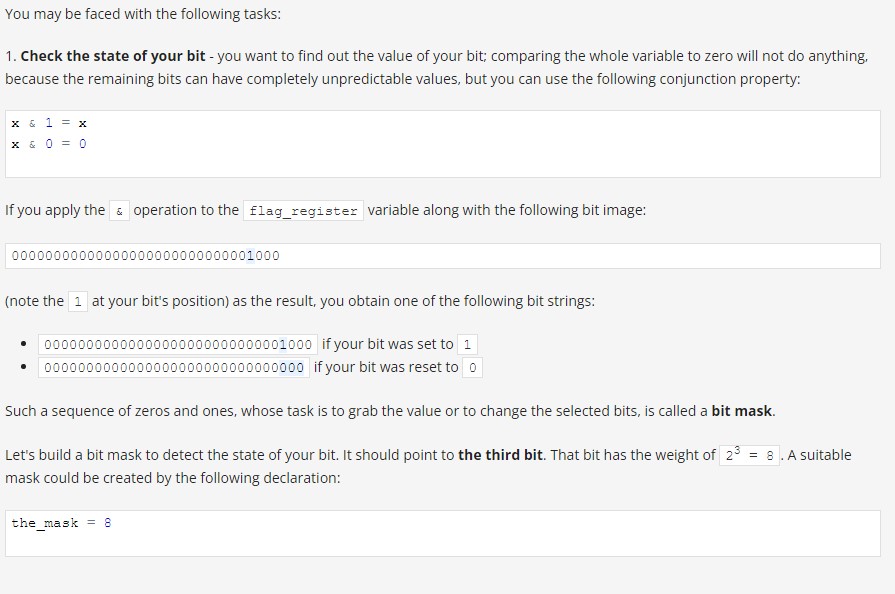 You may be faced with the following tasks:
1. Check the state of your bit - you want to find out the value of your bit; comparing the whole variable to zero will not do anything,
because the remaining bits can have completely unpredictable values, but you can use the following conjunction property:
x & 1 = x
x & 0 = 0
If you apply the & operation to the flag_register variable along with the following bit image:
00000000000000000000000000001000
(note the 1 at your bit's position) as the result, you obtain one of the following bit strings:
• 00000000000000000000000000001000 if your bit was set to 1
• 0000000000000000000000000000000 if your bit was reset to 0
Such a sequence of zeros and ones, whose task is to grab the value or to change the selected bits, is called a bit mask.
Let's build a bit mask to detect the state of your bit. It should point to the third bit. That bit has the weight of 2³ = 8 . A suitable
mask could be created by the following declaration:
the_mask = 8